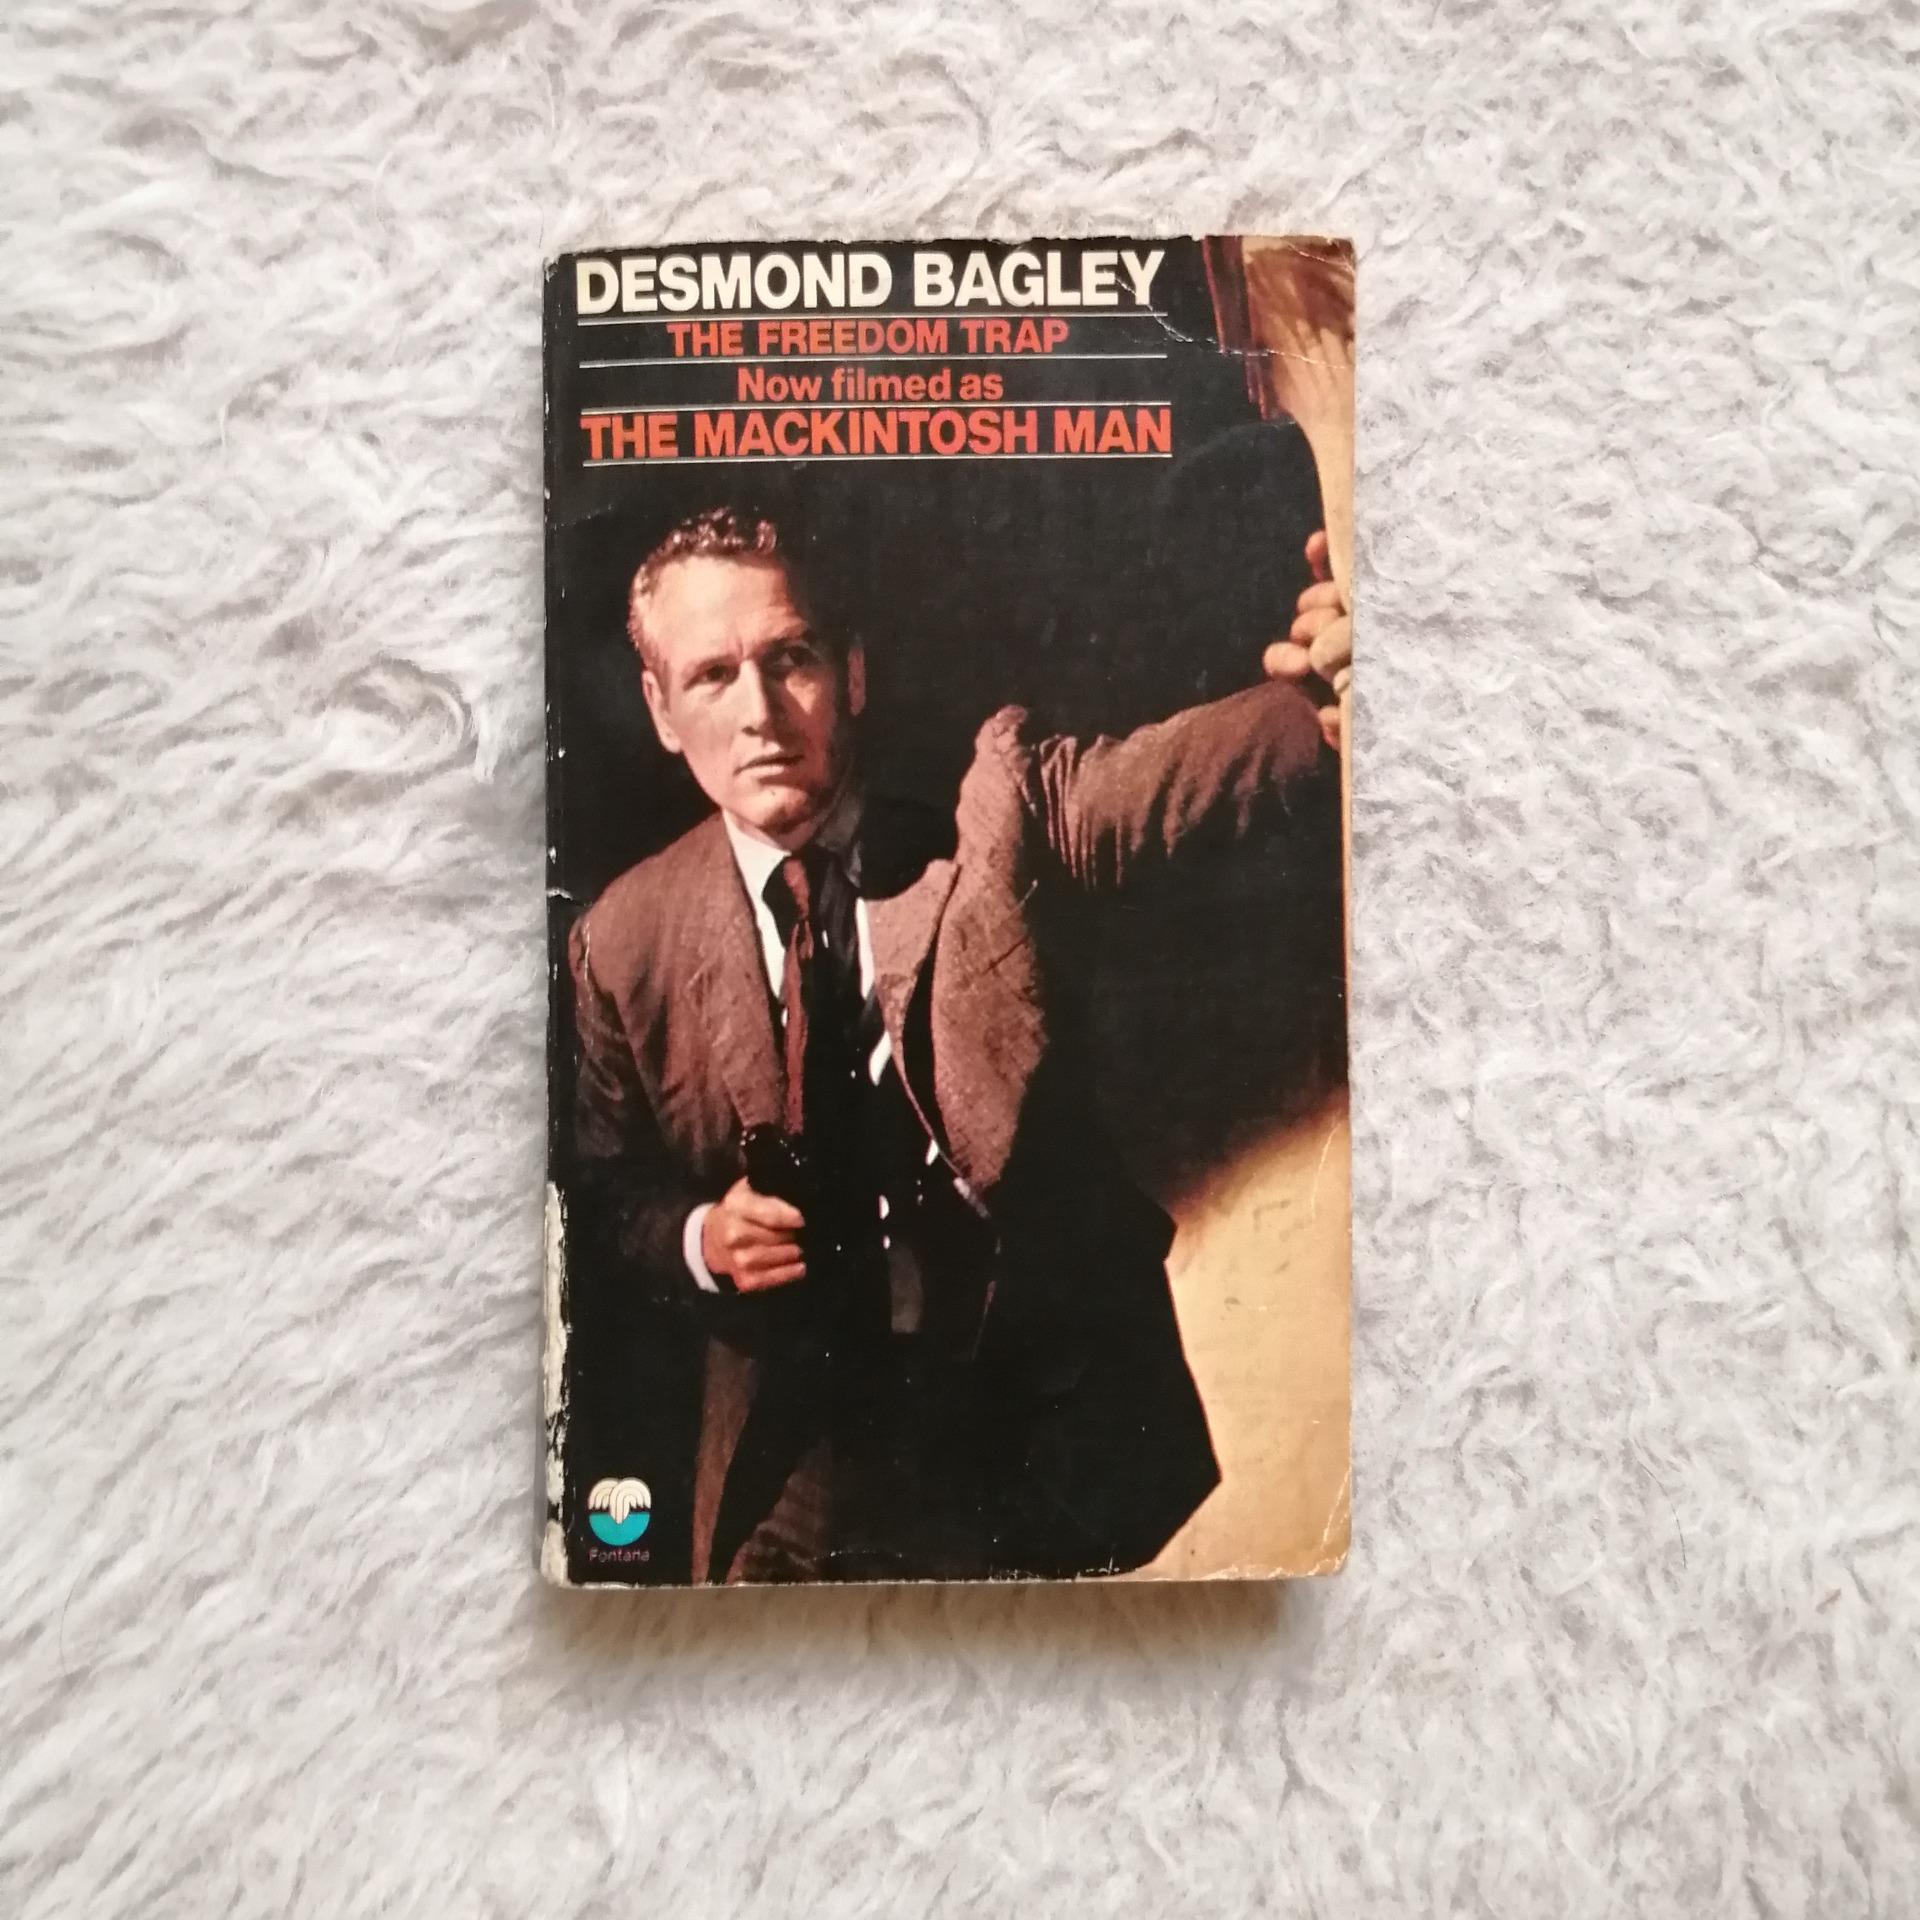 DESMOND BAGLEY
THE FREEDOM TRAP
Now filmed as
THE MACKINTOSH MAN
Fontana